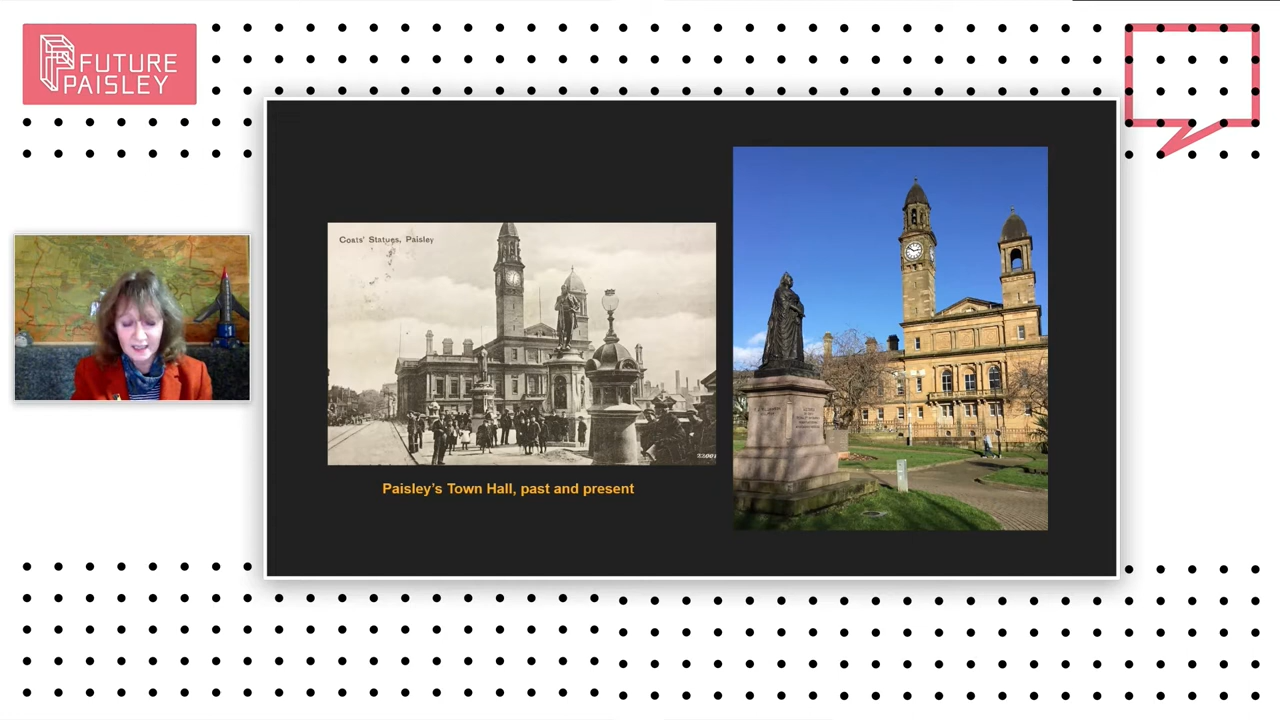 FUTURE
PAISLEY
Coats' Statues, Paisley
Paisley's Town Hall, past and present